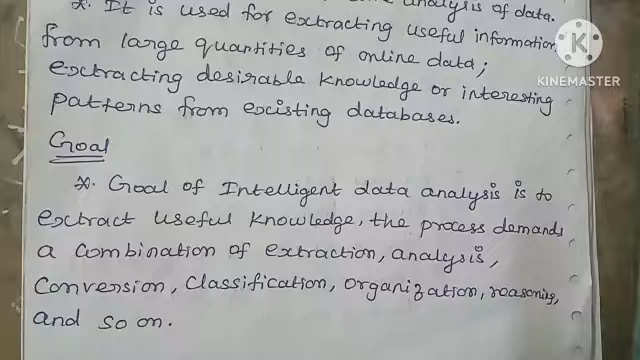 analysis of data.
*. It is used for extracting useful information
from large quantities of online data;
extracting desirable knowledge or interesting
patterns from existing databases.
Goal
*. Goal of Intelligent data analysis is to
extract useful knowledge, the process demands
a combination of extraction, analysis,
Conversion, classification, organization, reasoning,
and so on.
KINEMASTER